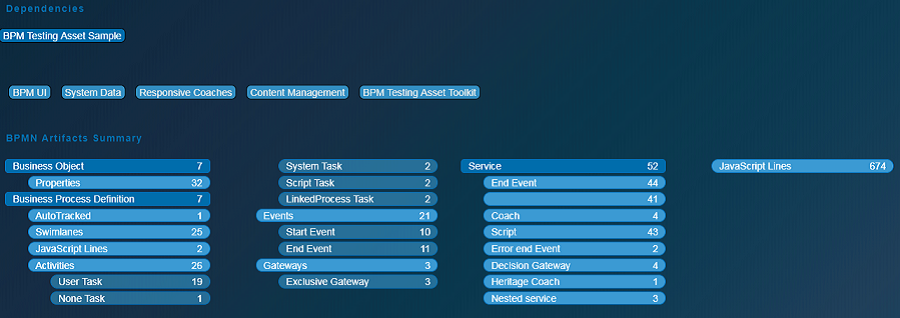 Dependencies
BPM Testing Asset Sample
BPM UI System Data Responsive Coaches Content Management BPM Testing Asset Toolkit
BPMN Artifacts Summary
Business Object 7
Properties 32
Business Process Definition 7
AutoTracked 1
Swimlanes 25
JavaScript Lines 2
Activities 26
User Task 19
None Task 1
System Task 2
Script Task 2
LinkedProcess Task 2
Events 21
Start Event 10
End Event 11
Gateways 3
Exclusive Gateway 3
Service 52
End Event 44
41
Coach 4
Script 43
Error end Event 2
Decision Gateway 4
Heritage Coach 1
Nested service 3
JavaScript Lines 674